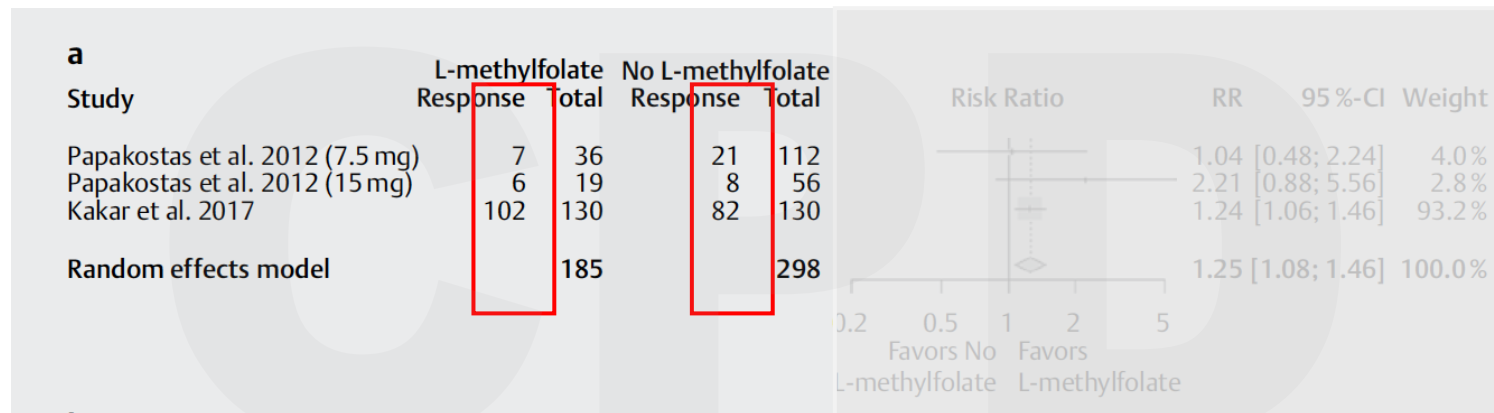 a
L-methylfolate No L-methylfolate
Study Response Total Response Total Risk Ratio RR 95 %-CI Weight
Papakostas et al. 2012 (7.5 mg) 7 36 21 112 1.04 [0.48; 2.24] 4.0 %
Papakostas et al. 2012 (15 mg) 6 19 8 56 2.21 [0.88; 5.56] 2.8 %
Kakar et al. 2017 102 130 82 130 1.24 [1.06; 1.46] 93.2 %
Random effects model 185 298 1.25 [1.08; 1.46] 100.0 %
0.2 0.5 1 2 5
Favors No Favors
L-methylfolate L-methylfolate
CPD